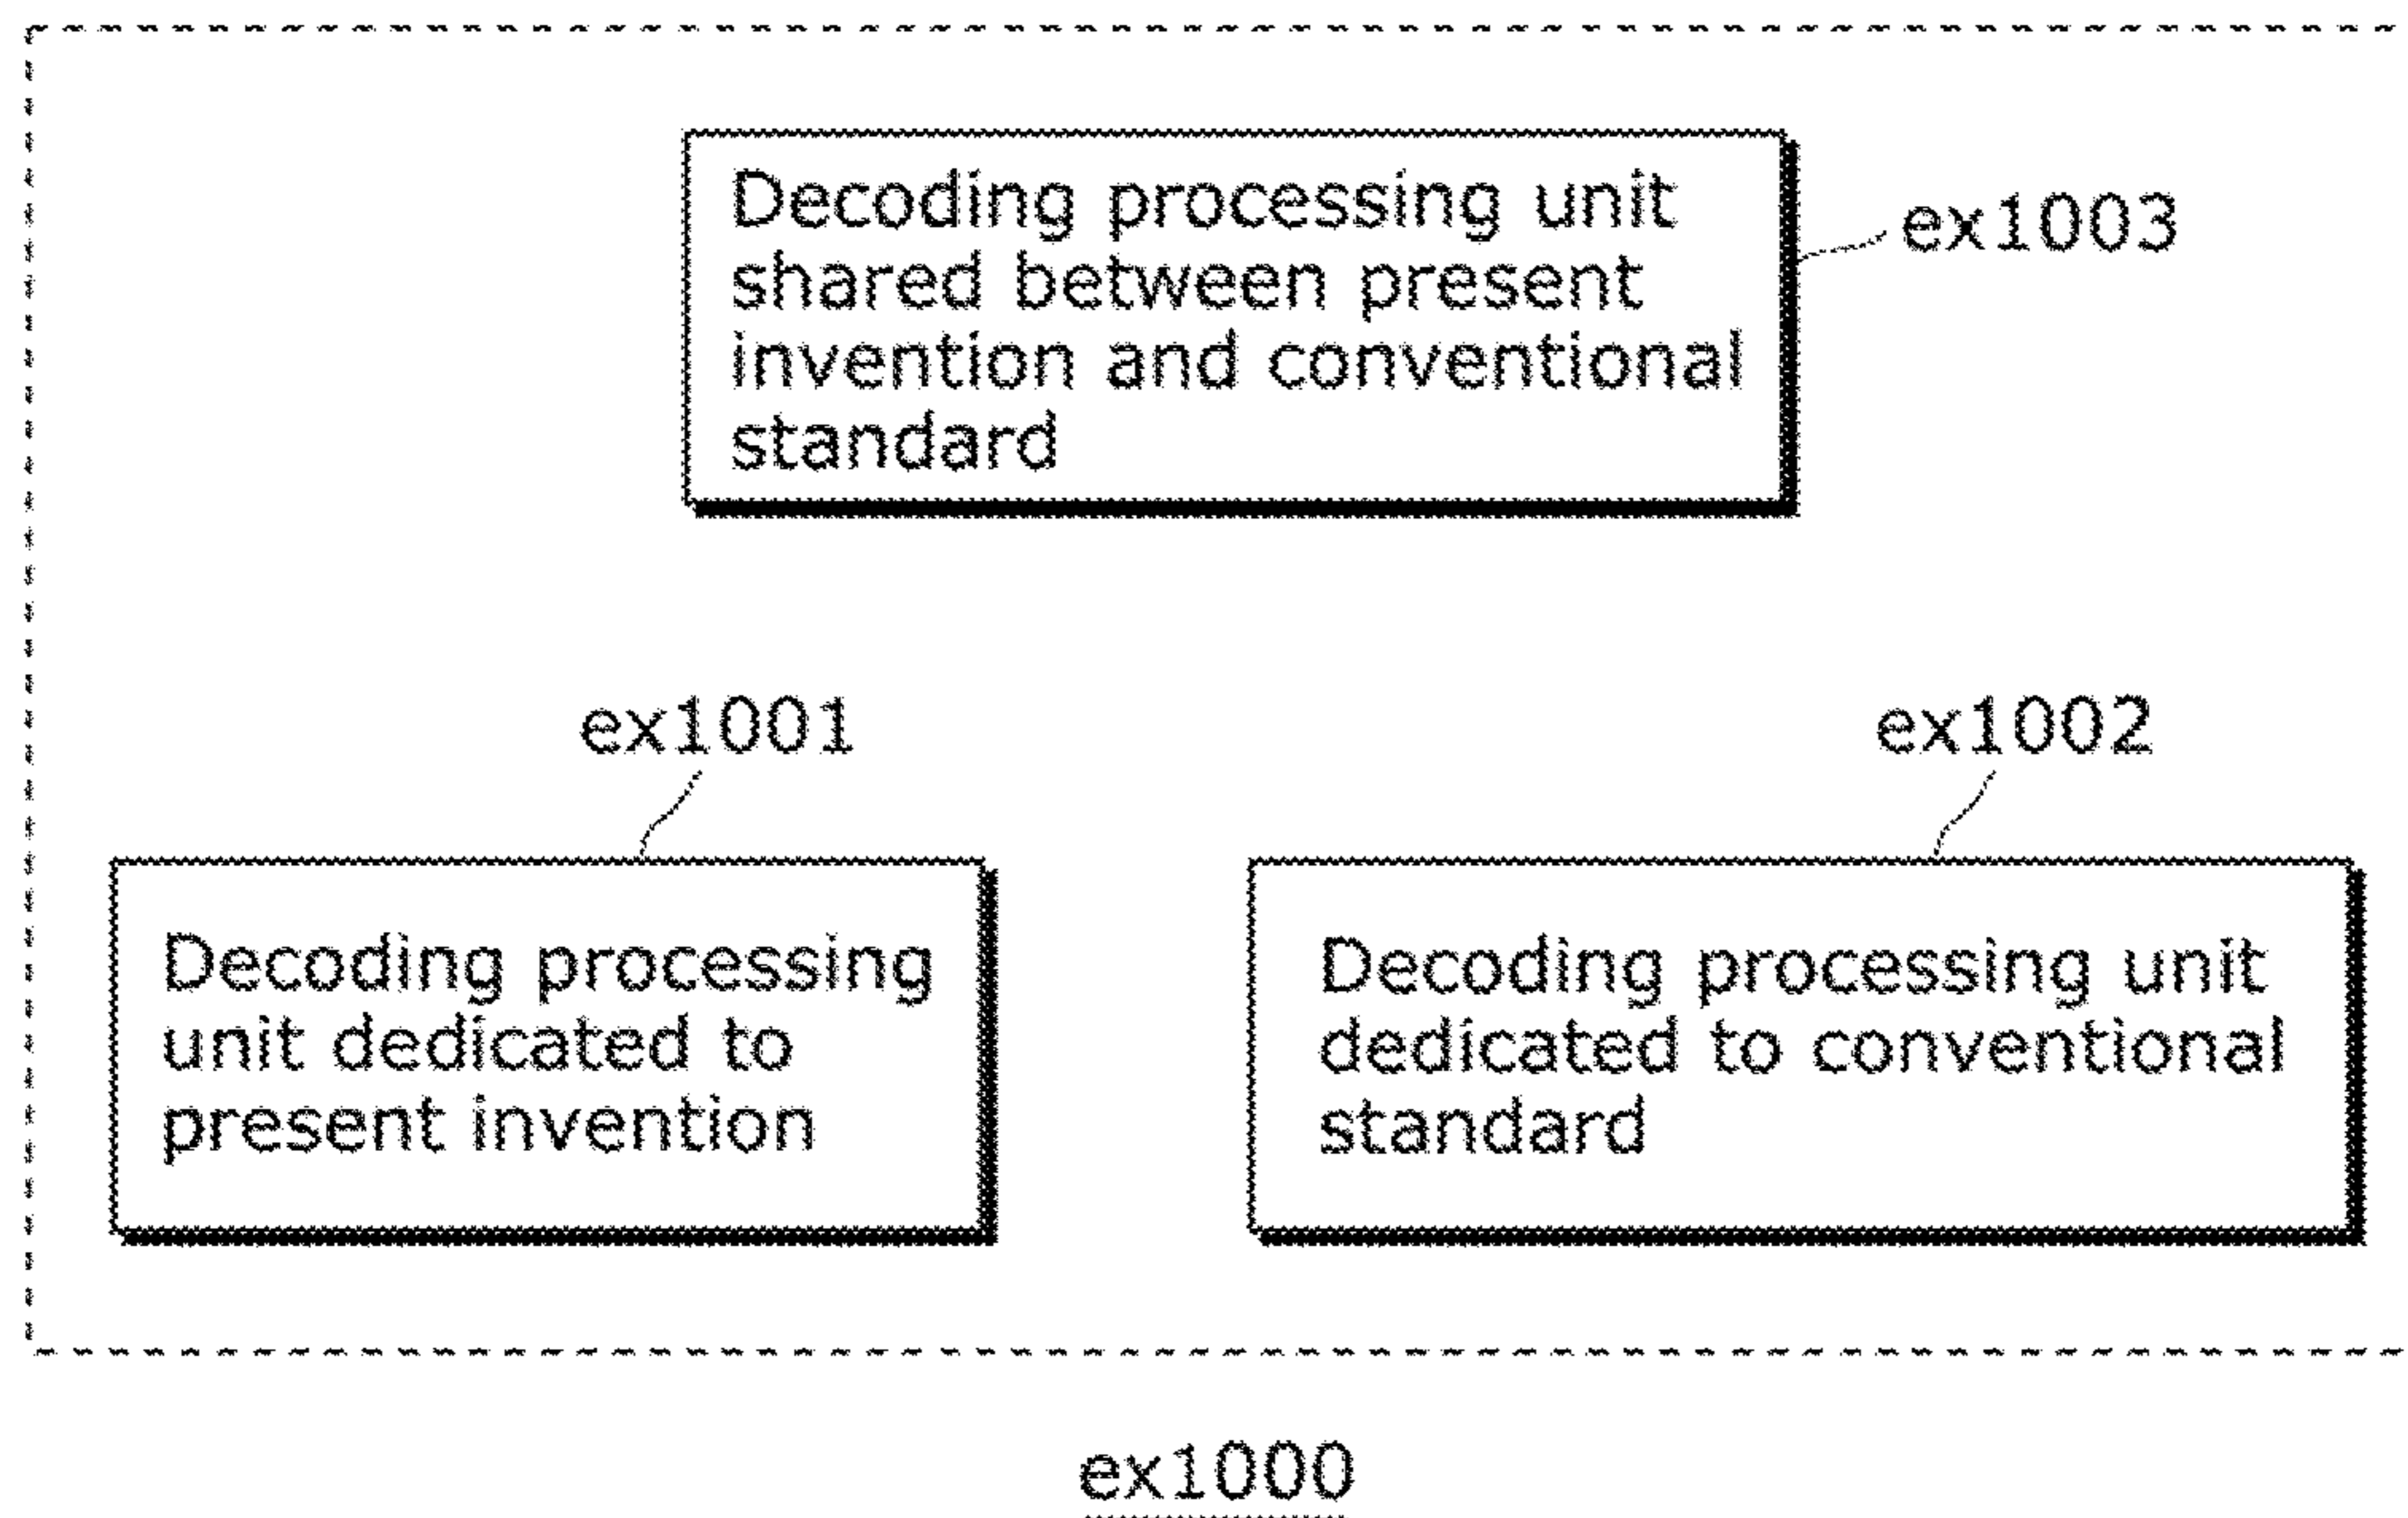 Decoding processing unit
shared between present
invention and conventional
standard
ex1003
ex1001
ex1002
Decoding processing
unit dedicated to
present invention
Decoding processing unit
dedicated to conventional
standard
ex1000